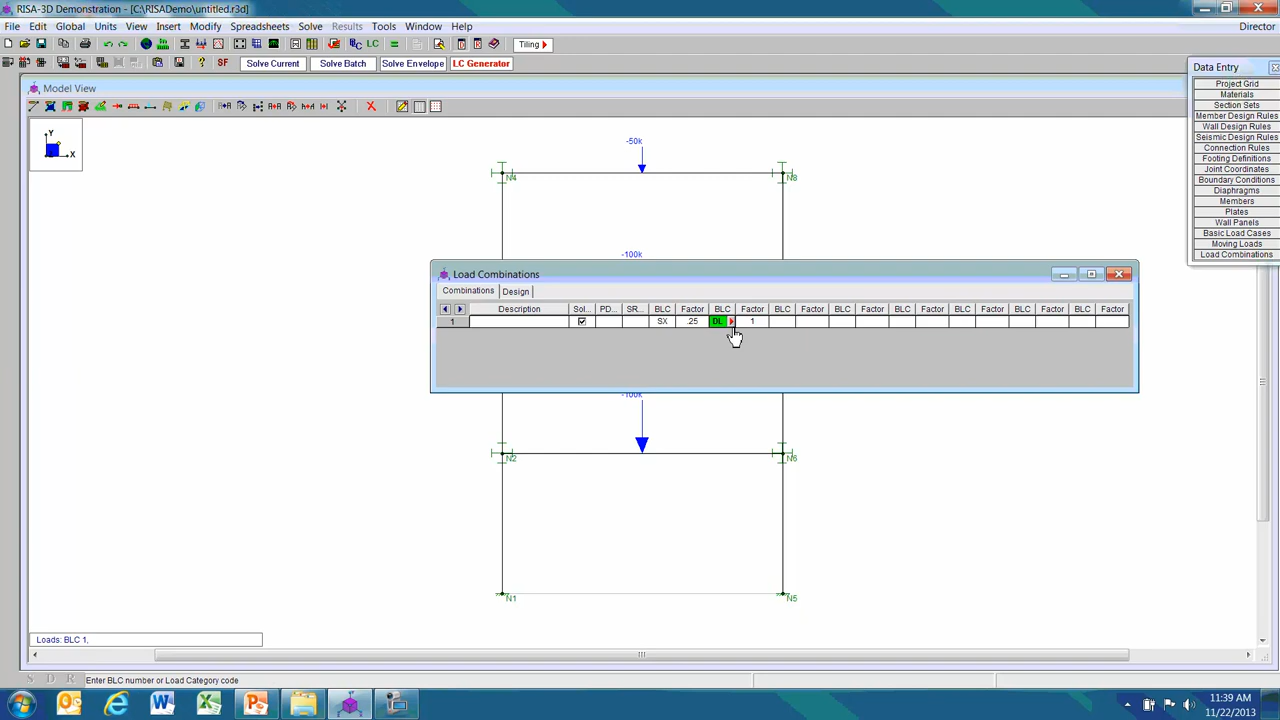 RISA-3D Demonstration - [C:\RISADemo\untitled.r3d]
File Edit Global Units View Insert Modify Spreadsheets Solve Results Tools Window Help Director
LC Tiling
SF Solve Current Solve Batch Solve Envelope LC Generator
Model View
Data Entry
Project Grid
Materials
Section Sets
Member Design Rules
Wall Design Rules
Seismic Design Rules
Connection Rules
Footing Definitions
Joint Coordinates
Boundary Conditions
Diaphragms
Members
Plates
Wall Panels
Basic Load Cases
Moving Loads
Load Combinations
Y
X
-50k
N4 N8
-100k
Load Combinations
Combinations Design
Description Sol... PD... SR... BLC Factor BLC Factor BLC Factor BLC Factor BLC Factor BLC Factor BLC Factor BLC Factor
1 SX .25 DL 1
-100k
N2 N6
N1 N5
Loads: BLC 1,
S D R Enter BLC number or Load Category code
11:39 AM
11/22/2013